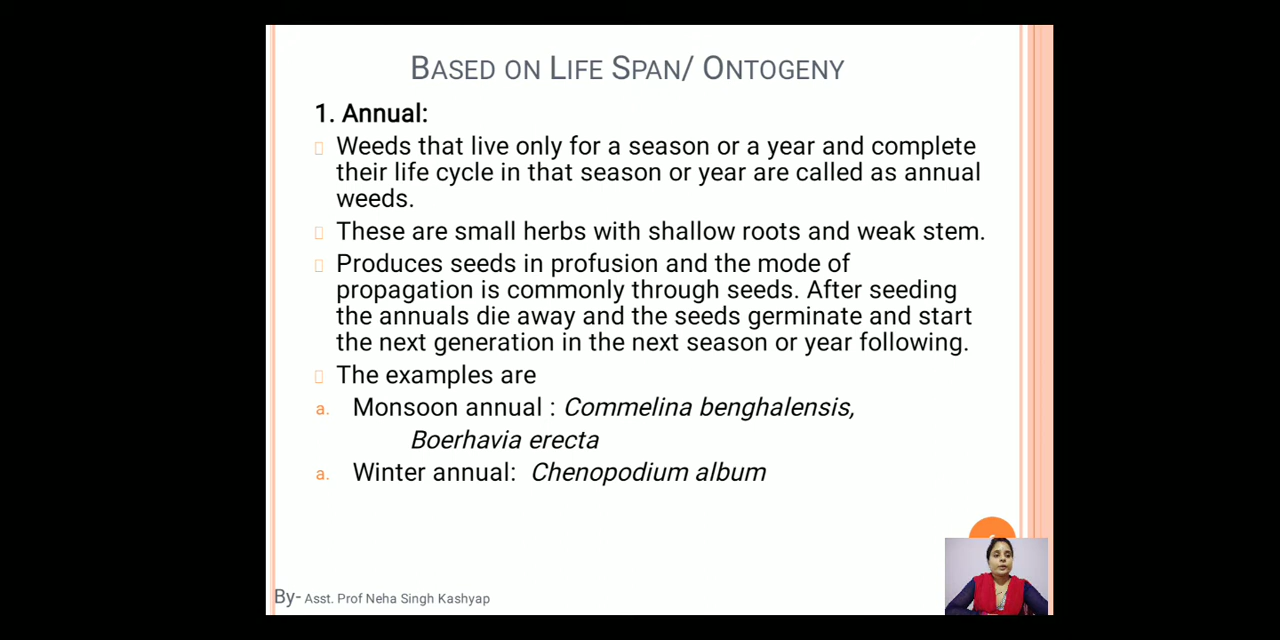 BASED ON LIFE SPAN/ ONTOGENY
1. Annual:
Weeds that live only for a season or a year and complete
their life cycle in that season or year are called as annual
weeds.
These are small herbs with shallow roots and weak stem.
Produces seeds in profusion and the mode of
propagation is commonly through seeds. After seeding
the annuals die away and the seeds germinate and start
the next generation in the next season or year following.
The examples are
a. Monsoon annual : Commelina benghalensis,
Boerhavia erecta
a. Winter annual: Chenopodium album
By- Asst. Prof Neha Singh Kashyap